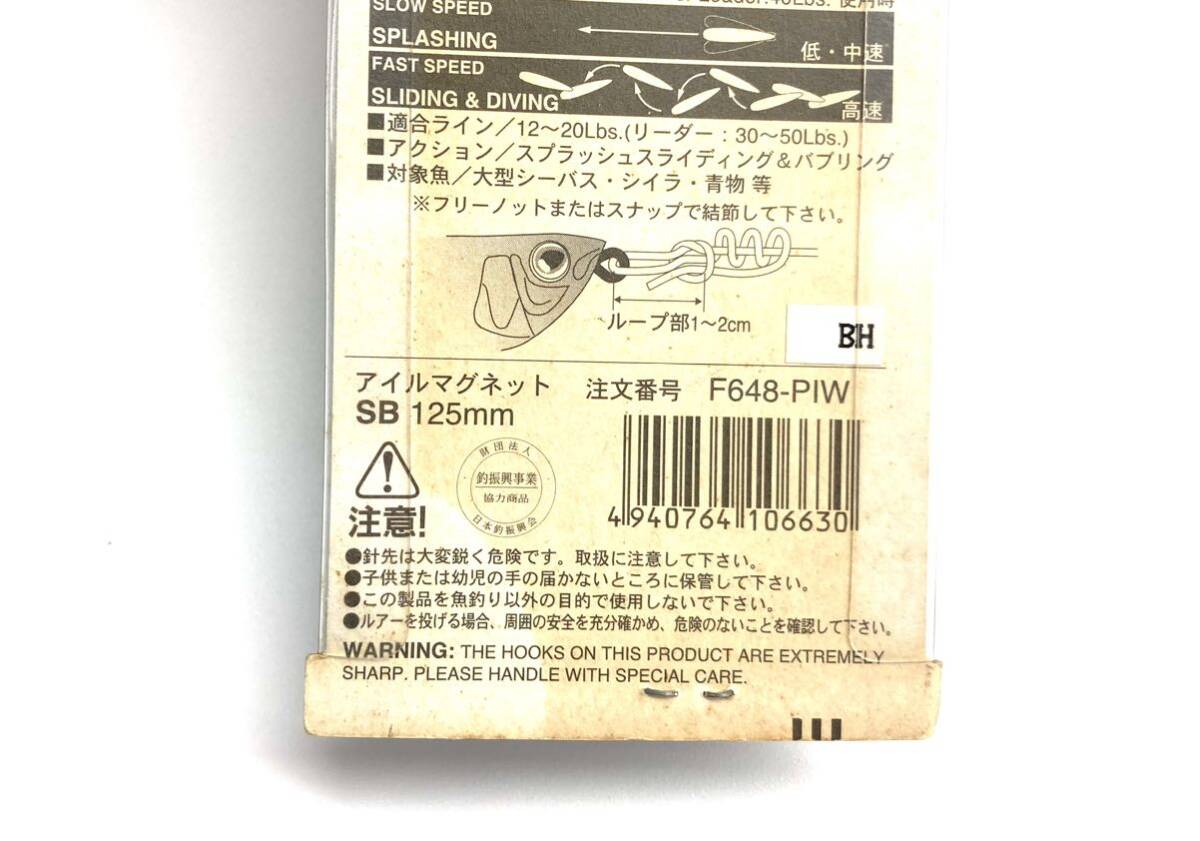 Leader:40Lbs. 使用時
SLOW SPEED
SPLASHING
低・中速
FAST SPEED
SLIDING & DIVING
高速
■適合ライン／12〜20Lbs.(リーダー：30〜50Lbs.)
■アクション／スプラッシュスライディング＆バブリング
■対象魚／大型シーバス・シイラ・青物 等
※フリーノットまたはスナップで結節して下さい。
ループ部1〜2cm
BH
アイルマグネット 注文番号 F648-PIW
SB 125mm
財団法人
釣振興事業
協力商品
日本釣振興会
4 940764 106630
注意!
●針先は大変鋭く危険です。取扱に注意して下さい。
●子供または幼児の手の届かないところに保管して下さい。
●この製品を魚釣り以外の目的で使用しないで下さい。
●ルアーを投げる場合、周囲の安全を充分確かめ、危険のないことを確認して下さい。
WARNING: THE HOOKS ON THIS PRODUCT ARE EXTREMELY
SHARP. PLEASE HANDLE WITH SPECIAL CARE.